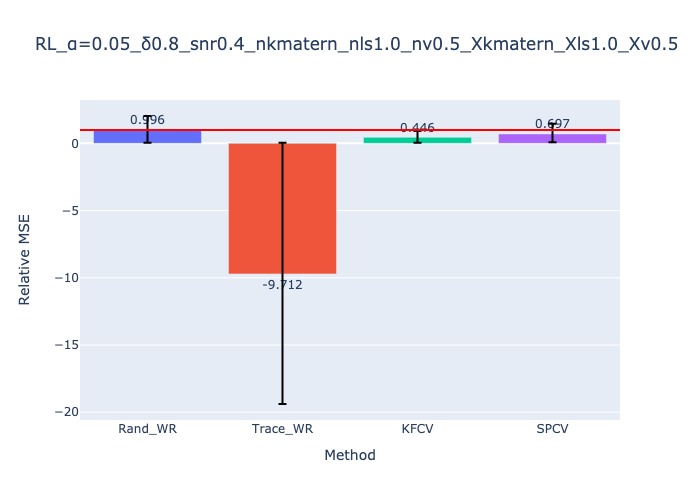 RL_α=0.05_δ0.8_snr0.4_nkmatern_nls1.0_nv0.5_Xkmatern_Xls1.0_Xv0.5
0.996
0.446
0.697
-9.712
0
−5
−10
−15
−20
Relative MSE
Rand_WR
Trace_WR
KFCV
SPCV
Method